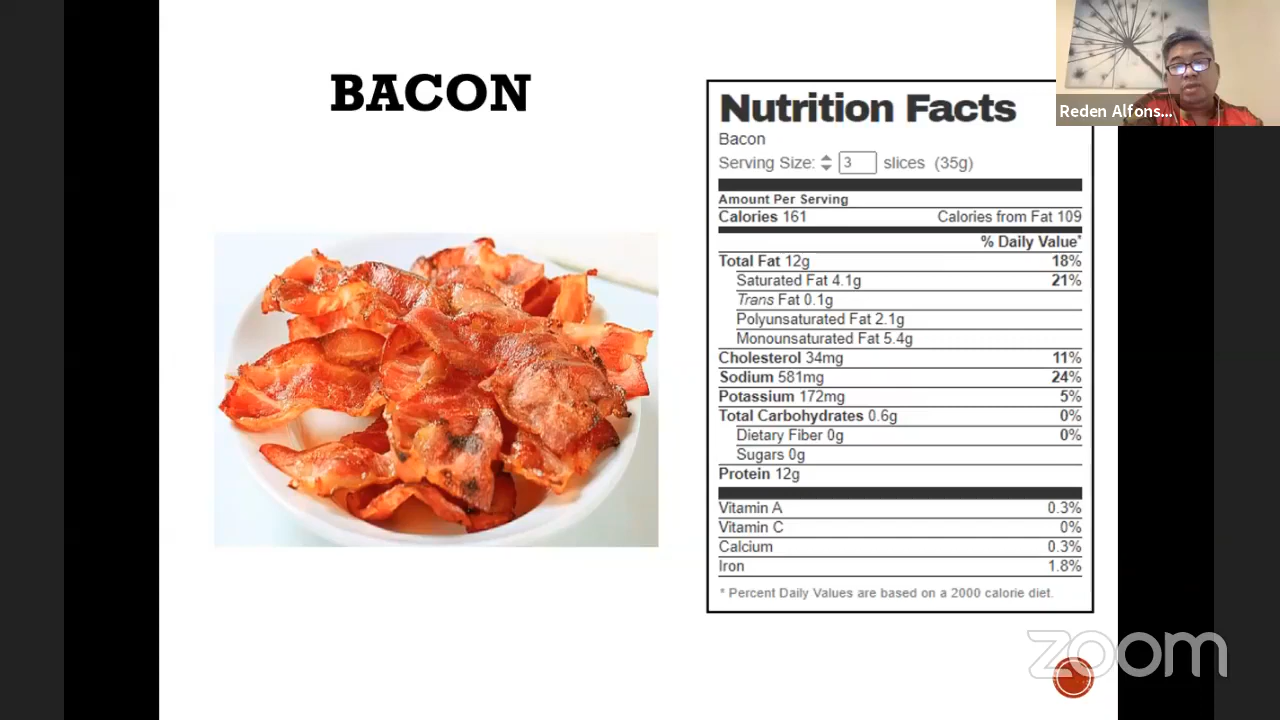 BACON
Nutrition Facts
Bacon
Serving Size: 3 slices (35g)
Amount Per Serving
Calories 161 Calories from Fat 109
% Daily Value*
Total Fat 12g 18%
Saturated Fat 4.1g 21%
Trans Fat 0.1g
Polyunsaturated Fat 2.1g
Monounsaturated Fat 5.4g
Cholesterol 34mg 11%
Sodium 581mg 24%
Potassium 172mg 5%
Total Carbohydrates 0.6g 0%
Dietary Fiber 0g 0%
Sugars 0g
Protein 12g
Vitamin A 0.3%
Vitamin C 0%
Calcium 0.3%
Iron 1.8%
* Percent Daily Values are based on a 2000 calorie diet.
Reden Alfons...
zoom